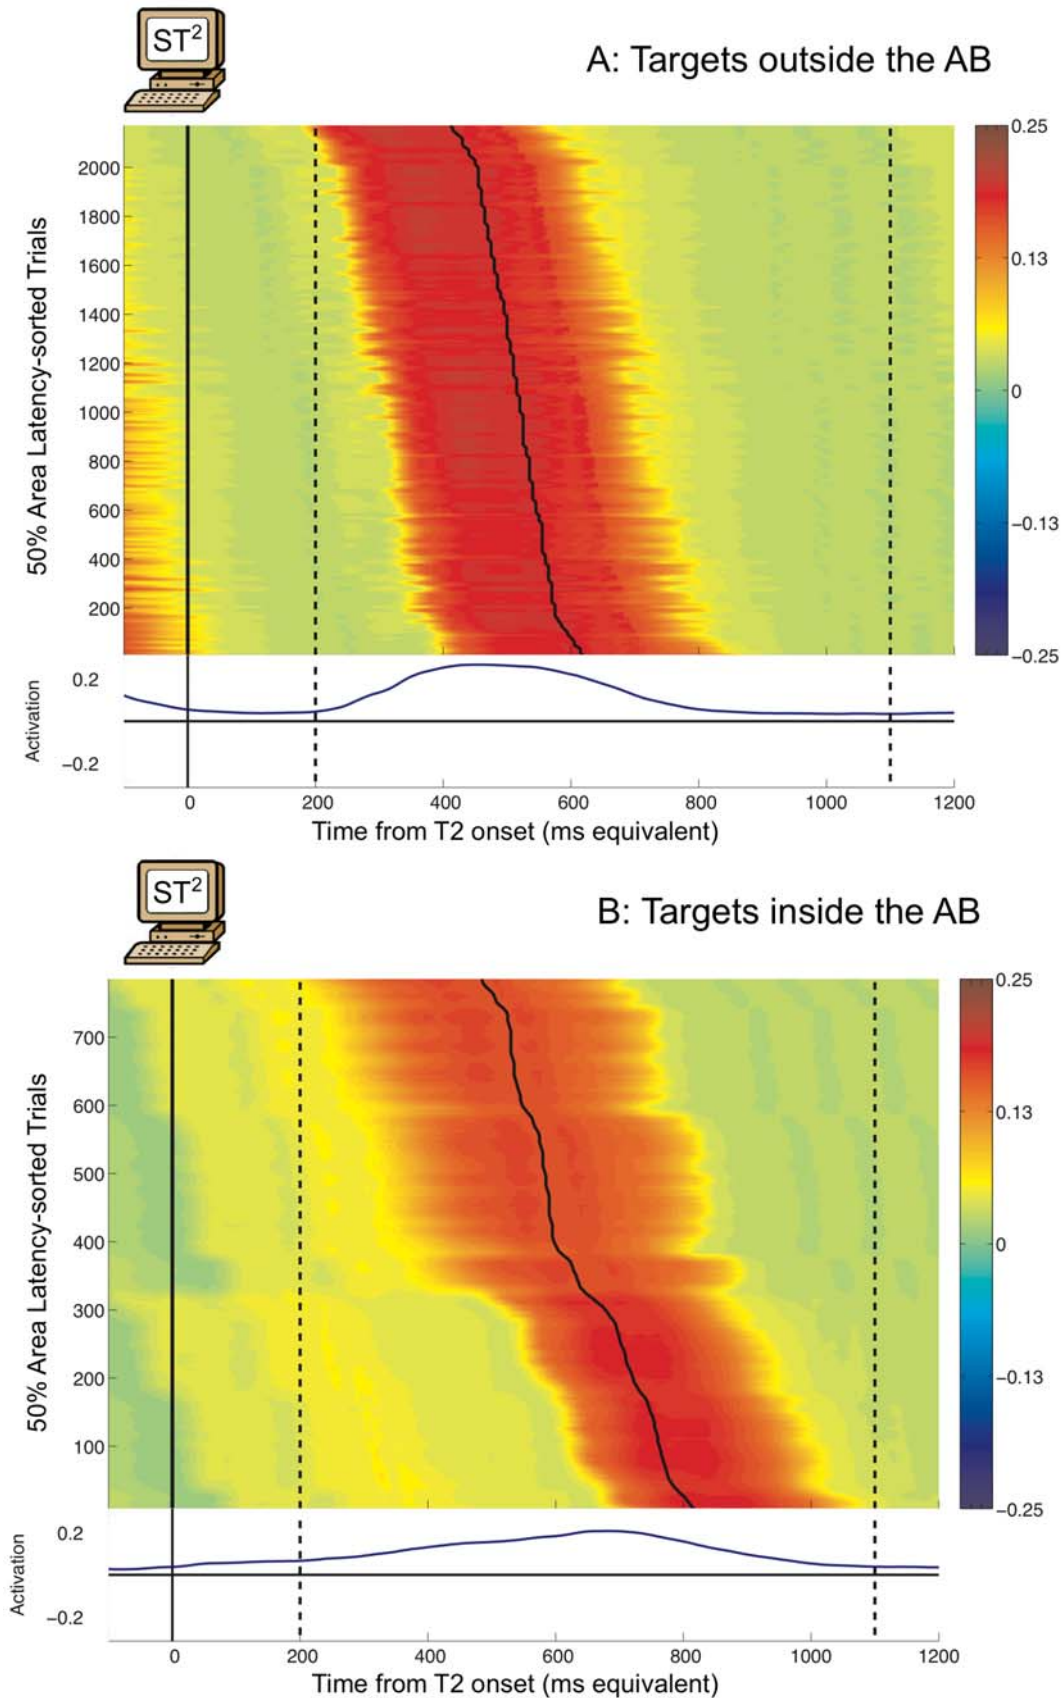 ST²
A: Targets outside the AB
50% Area Latency-sorted Trials
2000
1800
1600
1400
1200
1000
800
600
400
200
0.25
0.13
0
−0.13
−0.25
Activation
0.2
−0.2
0 200 400 600 800 1000 1200
Time from T2 onset (ms equivalent)
ST²
B: Targets inside the AB
50% Area Latency-sorted Trials
700
600
500
400
300
200
100
0.25
0.13
0
−0.13
−0.25
Activation
0.2
−0.2
0 200 400 600 800 1000 1200
Time from T2 onset (ms equivalent)